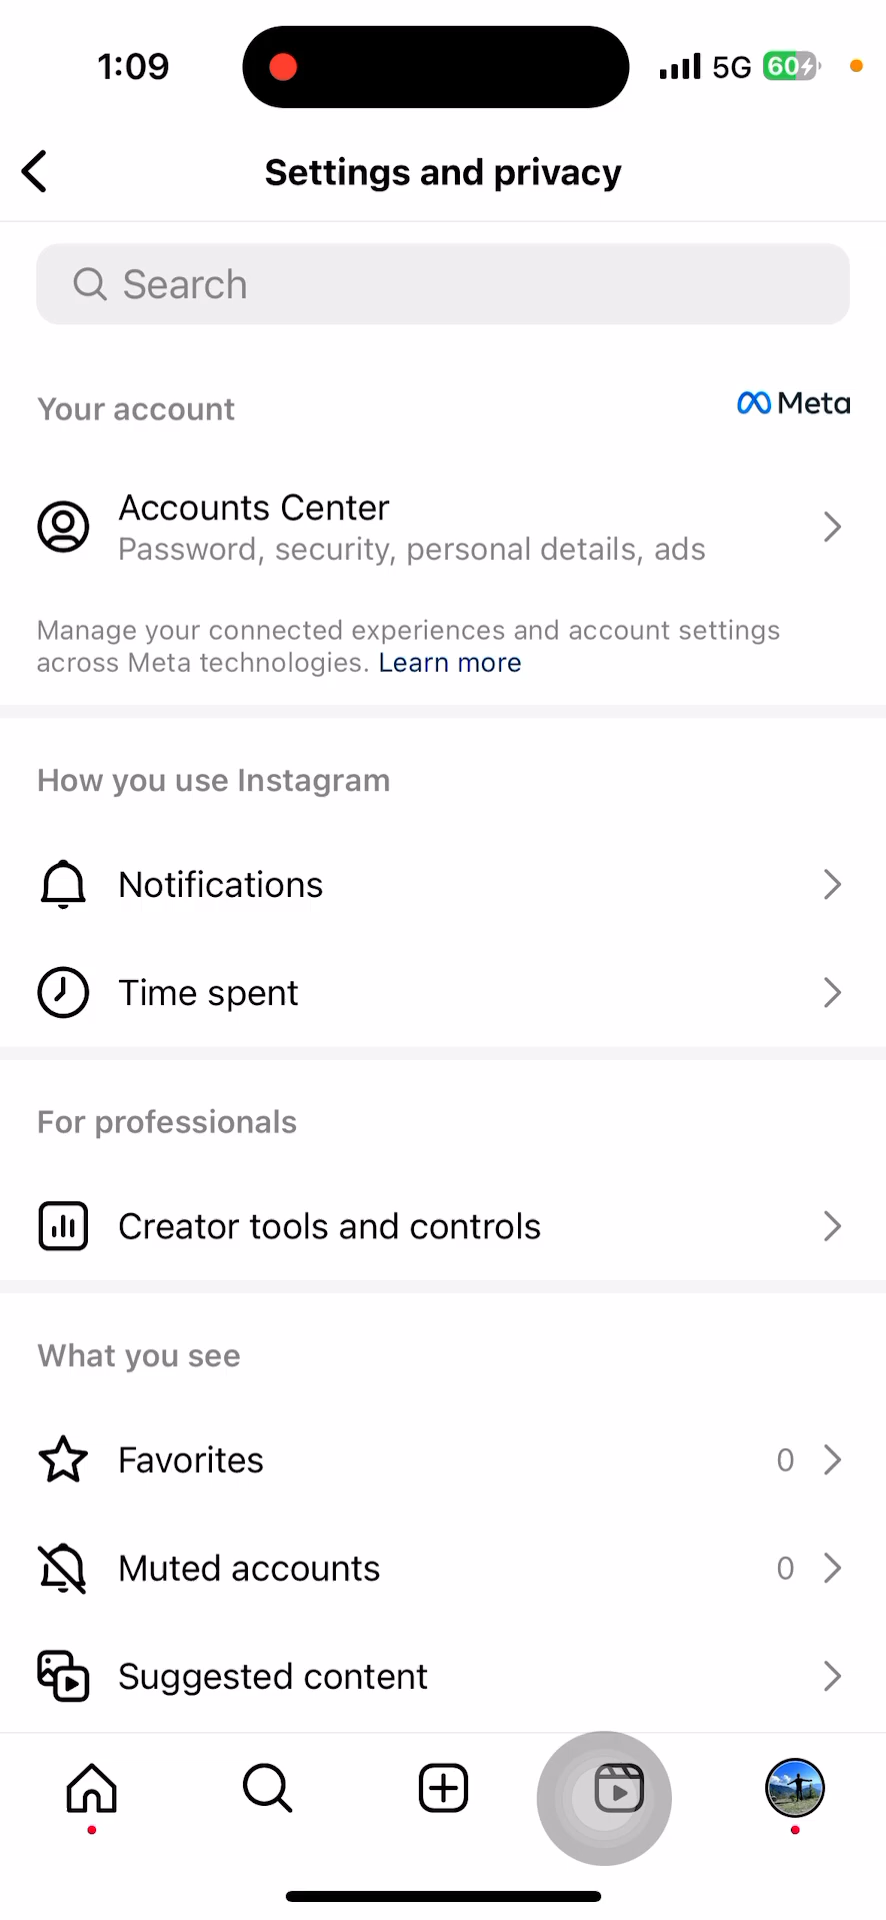 1:09
5G
60
Settings and privacy
Search
Your account
Meta
Accounts Center
Password, security, personal details, ads
Manage your connected experiences and account settings
across Meta technologies. Learn more
How you use Instagram
Notifications
Time spent
For professionals
Creator tools and controls
What you see
Favorites 0
Muted accounts 0
Suggested content